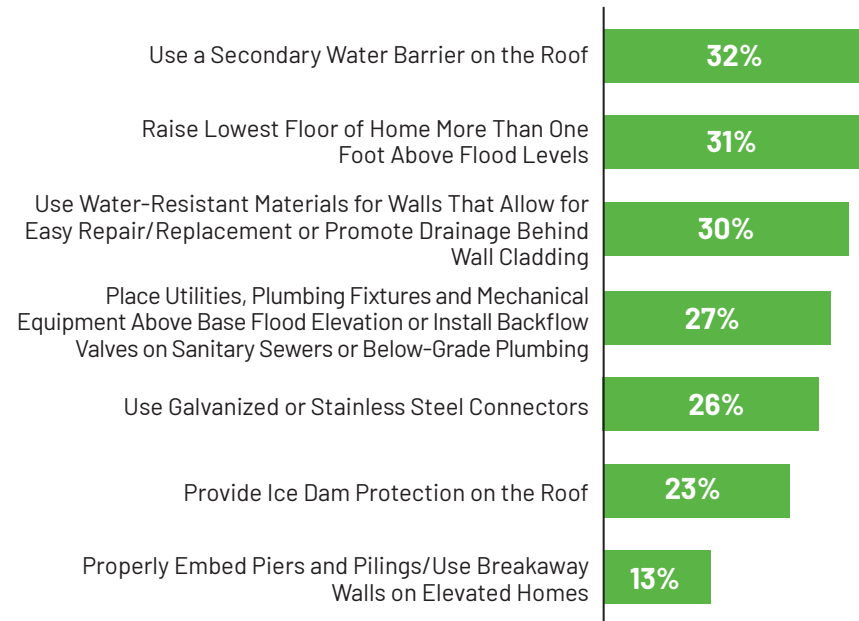 Use a Secondary Water Barrier on the Roof
32%
Raise Lowest Floor of Home More Than One
Foot Above Flood Levels
31%
Use Water-Resistant Materials for Walls That Allow for
Easy Repair/Replacement or Promote Drainage Behind
Wall Cladding
30%
Place Utilities, Plumbing Fixtures and Mechanical
Equipment Above Base Flood Elevation or Install Backflow
Valves on Sanitary Sewers or Below-Grade Plumbing
27%
Use Galvanized or Stainless Steel Connectors
26%
Provide Ice Dam Protection on the Roof
23%
Properly Embed Piers and Pilings/Use Breakaway
Walls on Elevated Homes
13%